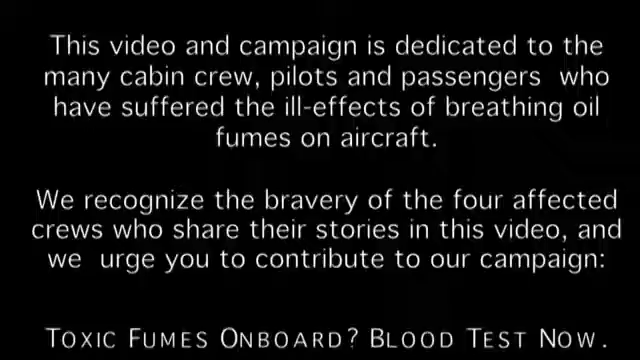 This video and campaign is dedicated to the
many cabin crew, pilots and passengers  who
have suffered the ill-effects of breathing oil
fumes on aircraft.
We recognize the bravery of the four affected
crews who share their stories in this video, and
we  urge you to contribute to our campaign:
TOXIC FUMES ONBOARD? BLOOD TEST NOW.